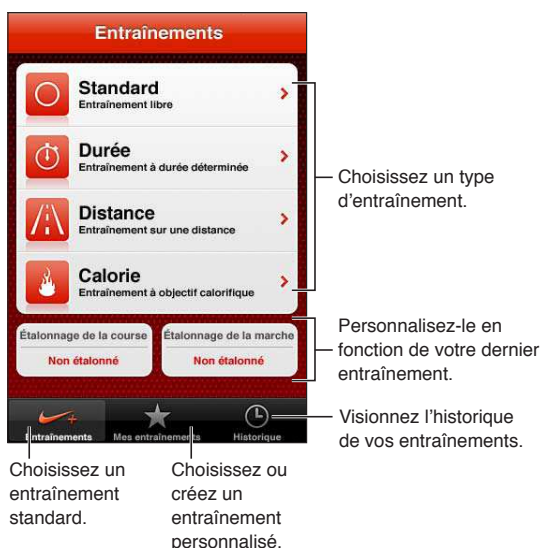 Entraînements
Standard
Entraînement libre
Durée
Entraînement à durée déterminée
Distance
Entraînement sur une distance
Calorie
Entraînement à objectif calorifique
Choisissez un type
d’entraînement.
Étalonnage de la course
Non étalonné
Étalonnage de la marche
Non étalonné
Personnalisez-le en
fonction de votre dernier
entraînement.
Entraînements
Mes entraînements
Historique
Visionnez l’historique
de vos entraînements.
Choisissez un
entraînement
standard.
Choisissez ou
créez un
entraînement
personnalisé.